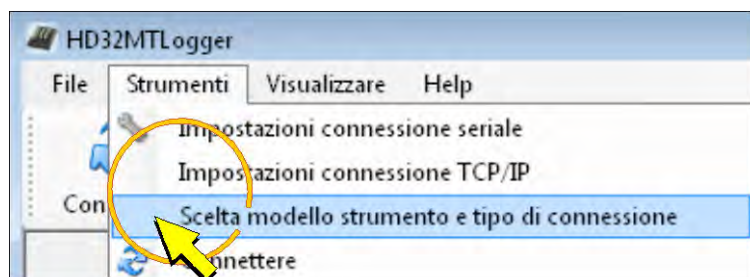 HD32MTLogger
File Strumenti Visualizzare Help
Impostazioni connessione seriale
Impostazioni connessione TCP/IP
Con
Scelta modello strumento e tipo di connessione